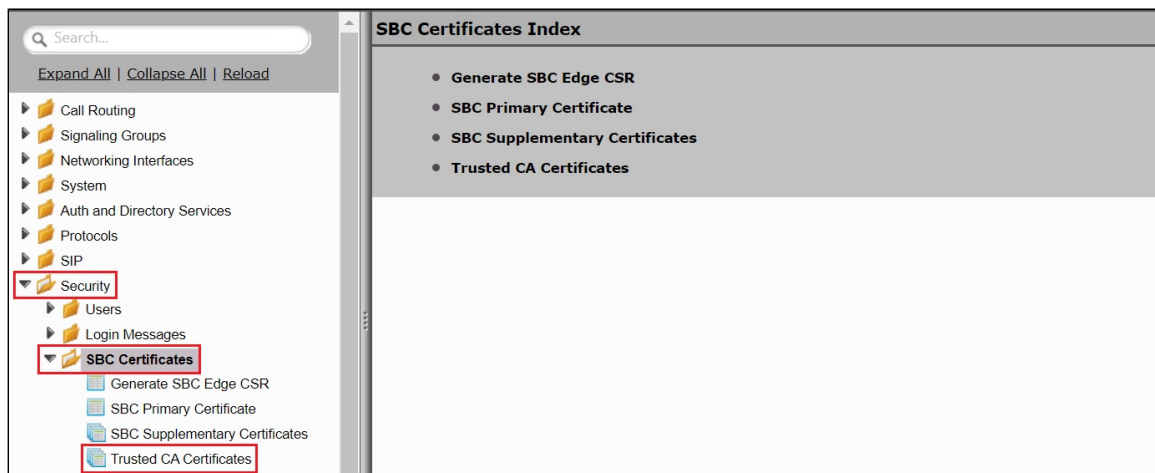 Search...
Expand All | Collapse All | Reload
Call Routing
Signaling Groups
Networking Interfaces
System
Auth and Directory Services
Protocols
SIP
Security
Users
Login Messages
SBC Certificates
Generate SBC Edge CSR
SBC Primary Certificate
SBC Supplementary Certificates
Trusted CA Certificates
SBC Certificates Index
Generate SBC Edge CSR
SBC Primary Certificate
SBC Supplementary Certificates
Trusted CA Certificates